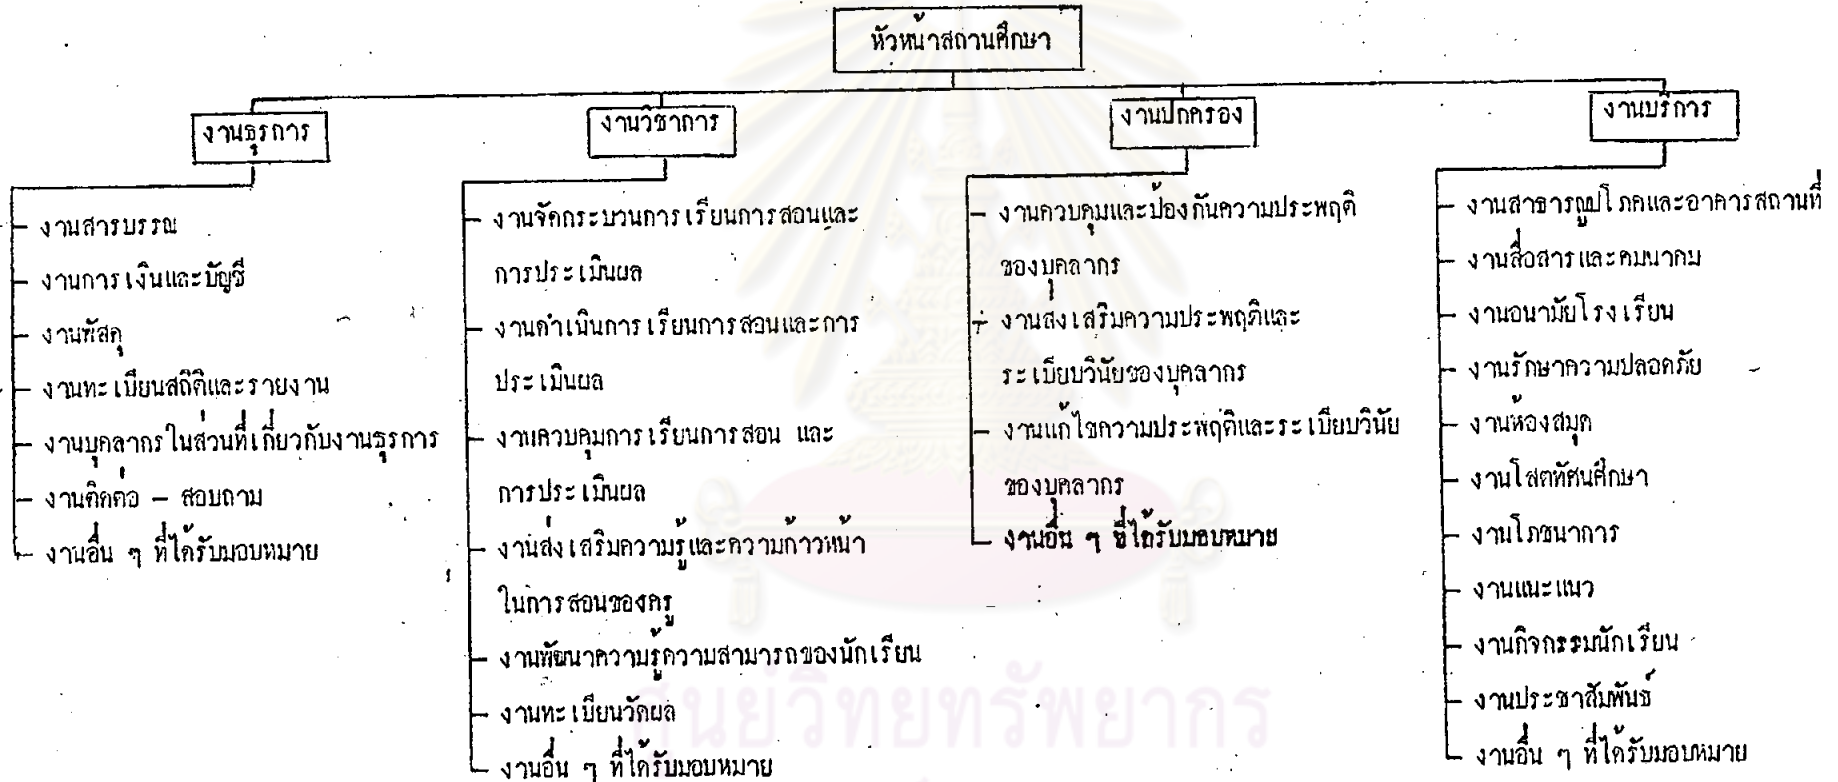 หัวหน้าสถานศึกษา
งานธุรการ
งานสารบรรณ
งานการเงินและบัญชี
งานพัสดุ
งานทะเบียนสถิติและรายงาน
งานบุคลากรในส่วนที่เกี่ยวกับงานธุรการ
งานติดต่อ - สอบถาม
งานอื่น ๆ ที่ได้รับมอบหมาย
งานวิชาการ
งานจัดกระบวนการเรียนการสอนและ
การประเมินผล
งานดำเนินการเรียนการสอนและการ
ประเมินผล
งานควบคุมการเรียนการสอน และ
การประเมินผล
งานส่งเสริมความรู้และความก้าวหน้า
ในการสอนของครู
งานพัฒนาความรู้ความสามารถของนักเรียน
งานทะเบียนวัดผล
งานอื่น ๆ ที่ได้รับมอบหมาย
งานปกครอง
งานควบคุมและป้องกันความประพฤติ
ของบุคลากร
งานส่งเสริมความประพฤติและ
ระเบียบวินัยของบุคลากร
งานแก้ไขความประพฤติและระเบียบวินัย
ของบุคลากร
งานอื่น ๆ ที่ได้รับมอบหมาย
งานบริการ
งานสาธารณูปโภคและอาคารสถานที่
งานสื่อสารและคมนาคม
งานอนามัยโรงเรียน
งานรักษาความปลอดภัย
งานห้องสมุด
งานโสตทัศนศึกษา
งานโภชนาการ
งานแนะแนว
งานกิจกรรมนักเรียน
งานประชาสัมพันธ์
งานอื่น ๆ ที่ได้รับมอบหมาย
ศูนย์วิทยทรัพยากร